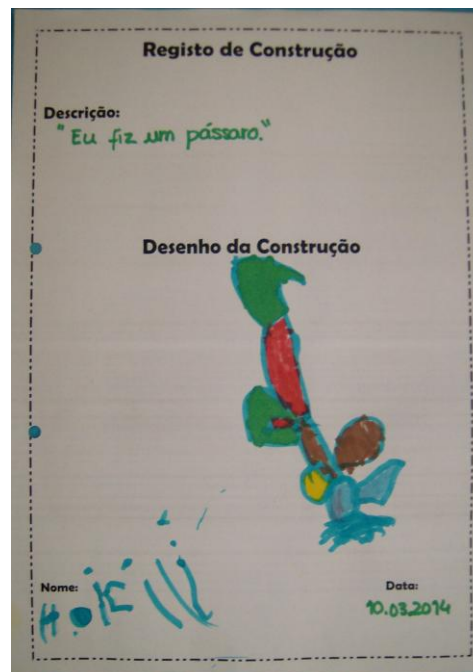 Registo de Construção
Descrição:
"Eu fiz um pássaro."
Desenho da Construção
Nome:
Data:
10.03.2014